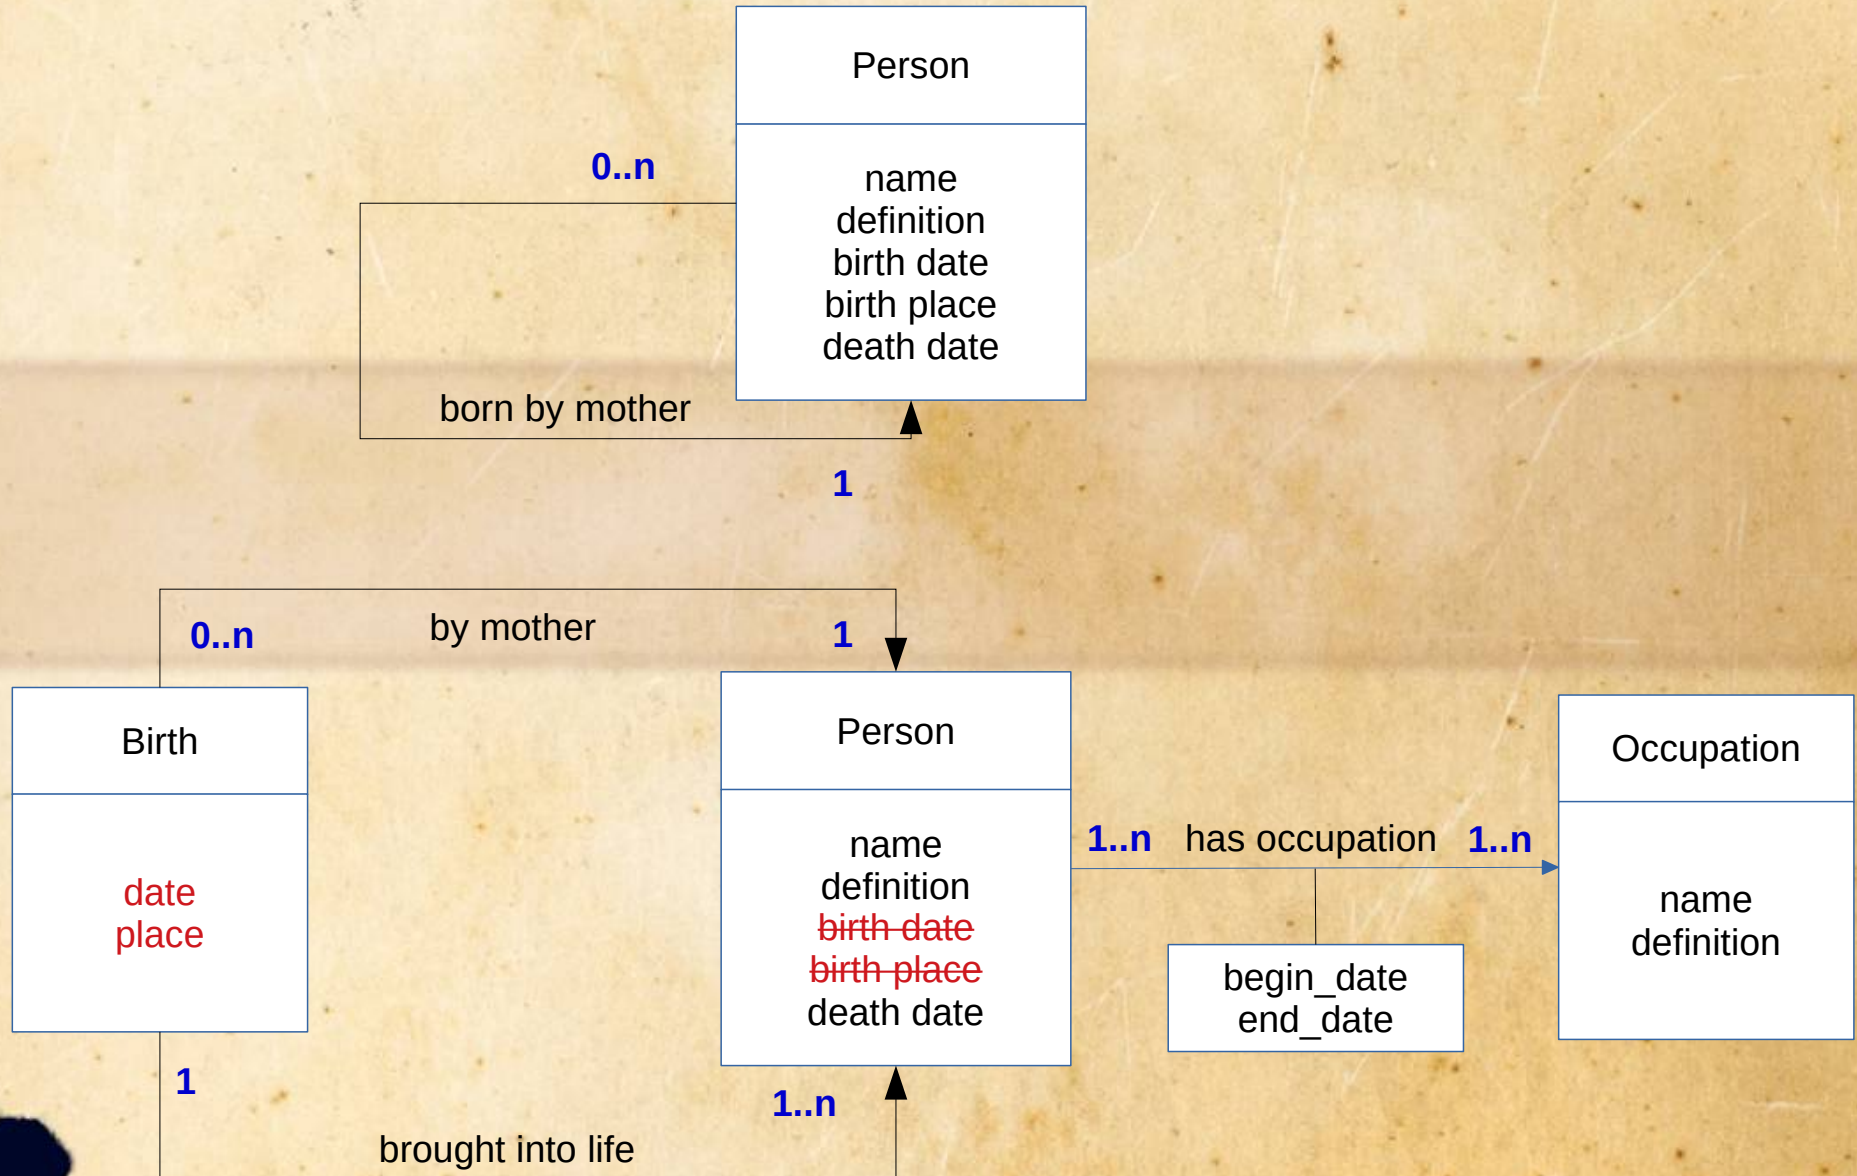 Person
0..n
name
definition
birth date
birth place
death date
born by mother
1
0..n
by mother
1
Birth
date
place
Person
name
definition
birth date
birth place
death date
1..n
has occupation
1..n
begin_date
end_date
Occupation
name
definition
1
1..n
brought into life